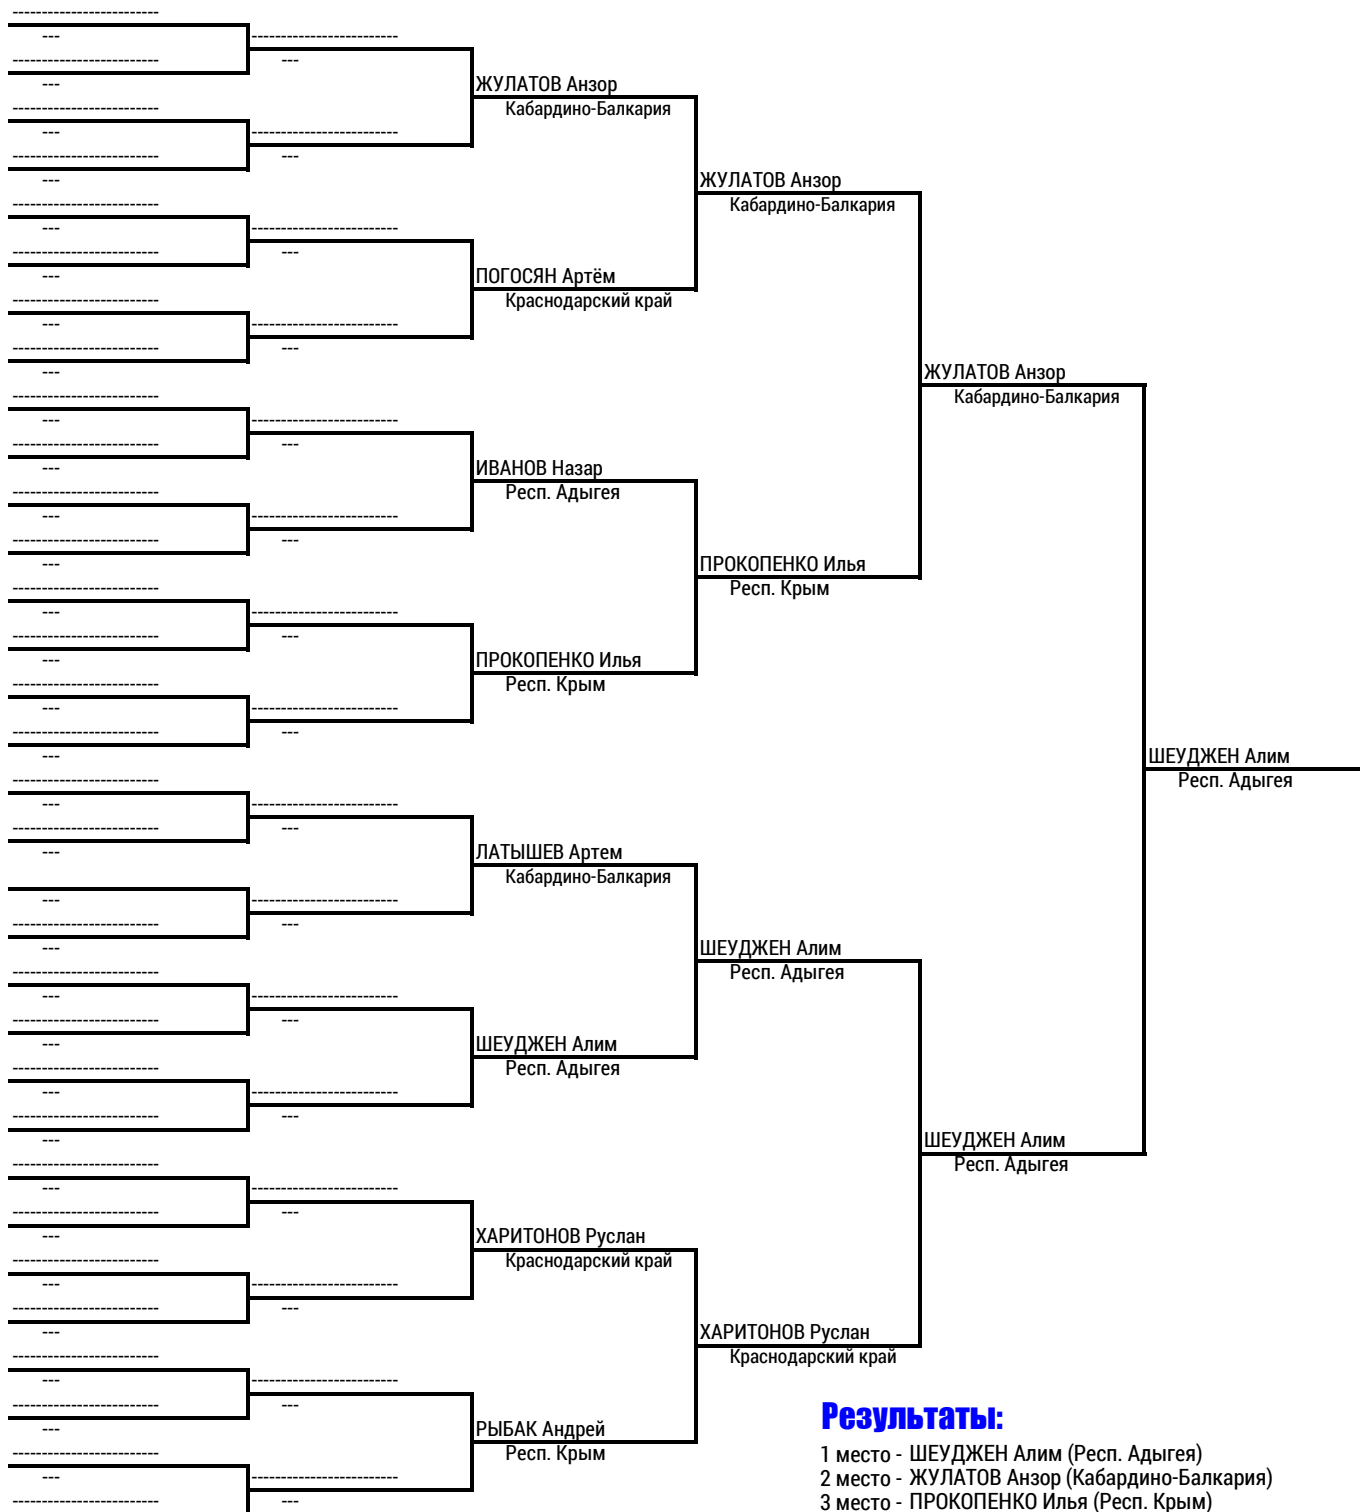 ЖУЛАТОВ Анзор
Кабардино-Балкария
ЖУЛАТОВ Анзор
Кабардино-Балкария
ПОГОСЯН Артём
Краснодарский край
ЖУЛАТОВ Анзор
Кабардино-Балкария
ИВАНОВ Назар
Респ. Адыгея
ПРОКОПЕНКО Илья
Респ. Крым
ПРОКОПЕНКО Илья
Респ. Крым
ШЕУДЖЕН Алим
Респ. Адыгея
ЛАТЫШЕВ Артем
Кабардино-Балкария
ШЕУДЖЕН Алим
Респ. Адыгея
ШЕУДЖЕН Алим
Респ. Адыгея
ШЕУДЖЕН Алим
Респ. Адыгея
ХАРИТОНОВ Руслан
Краснодарский край
ХАРИТОНОВ Руслан
Краснодарский край
РЫБАК Андрей
Респ. Крым
Результаты:
1 место - ШЕУДЖЕН Алим (Респ. Адыгея)
2 место - ЖУЛАТОВ Анзор (Кабардино-Балкария)
3 место - ПРОКОПЕНКО Илья (Респ. Крым)